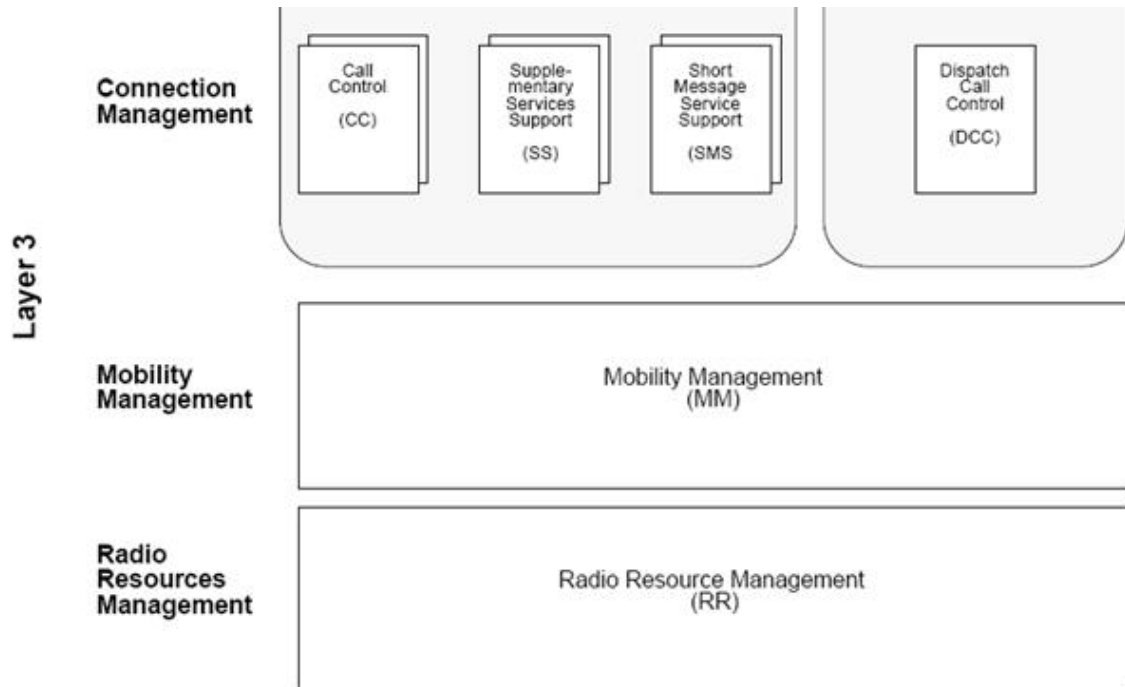 Layer 3
Connection
Management
Call
Control
(CC)
Supple-
mentary
Services
Support
(SS)
Short
Message
Service
Support
(SMS
Dispatch
Call
Control
(DCC)
Mobility
Management
Mobility Management
(MM)
Radio
Resources
Management
Radio Resource Management
(RR)